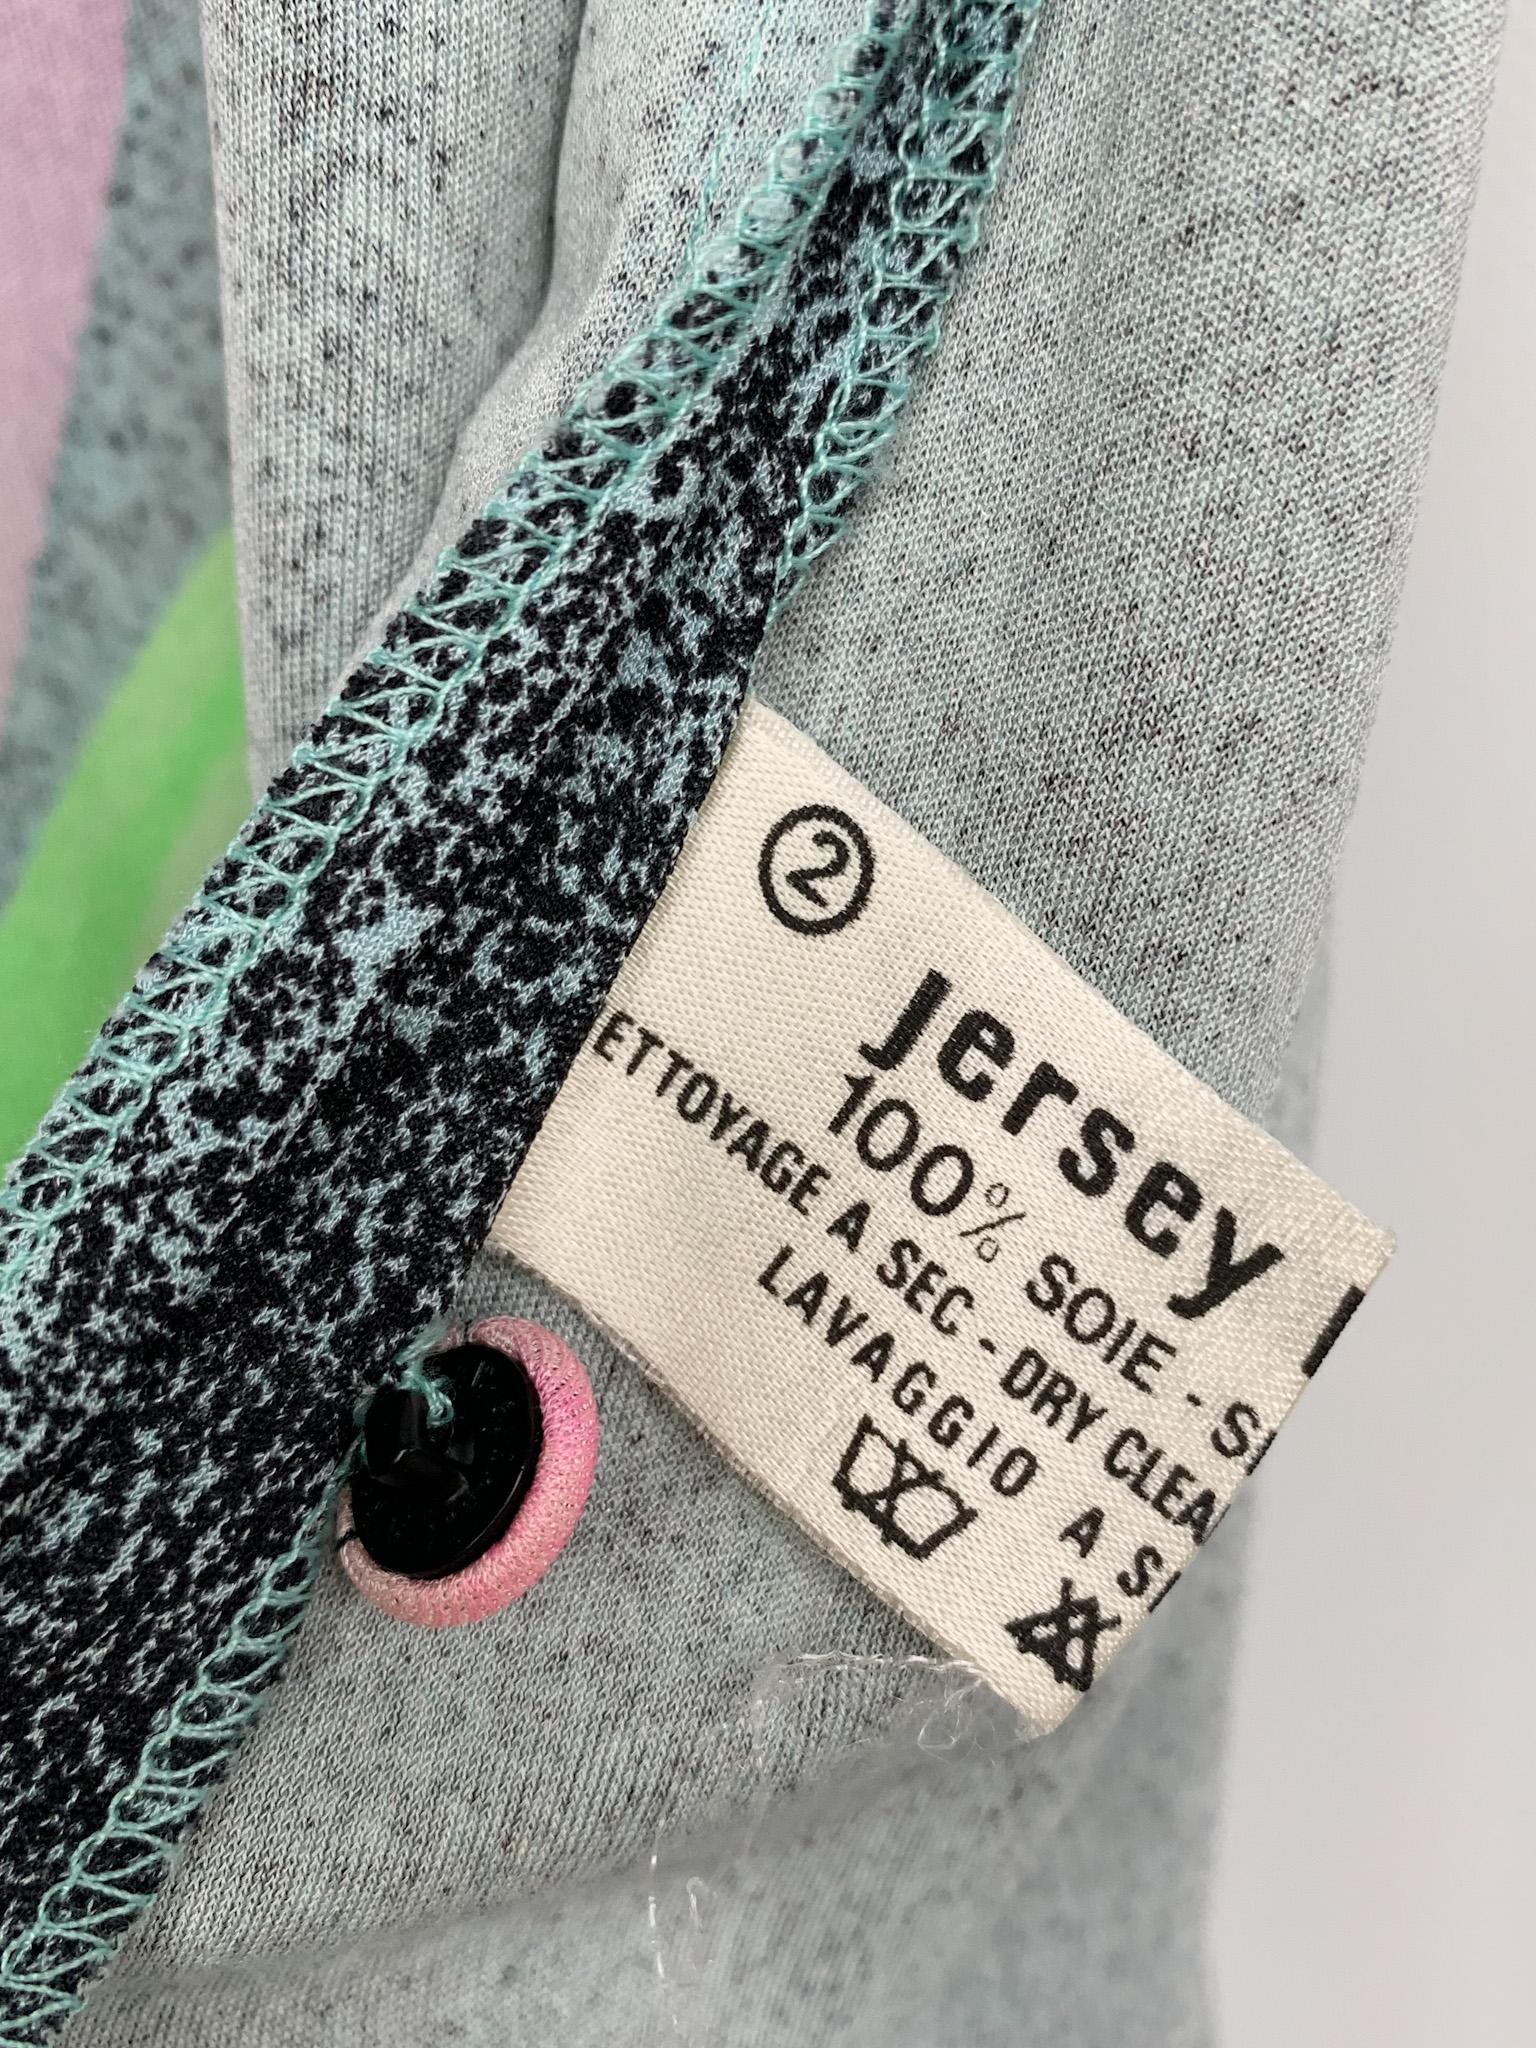 2
jersey
100% SOIE - S
ETTOYAGE A SEC - DRY CLEA
LAVAGGIO A S